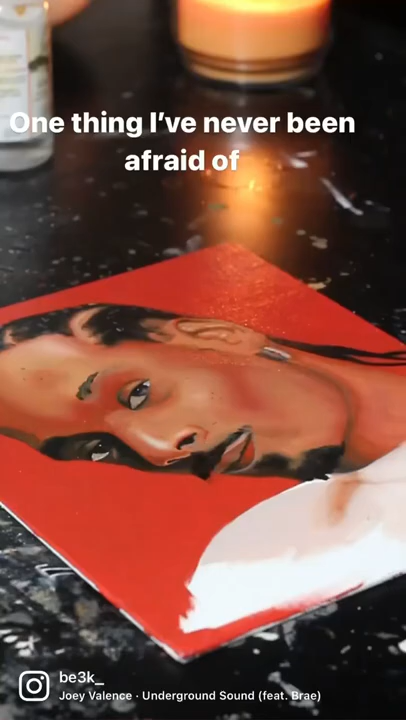 One thing I've never been
afraid of
be3k_
Joey Valence · Underground Sound (feat. Brae)